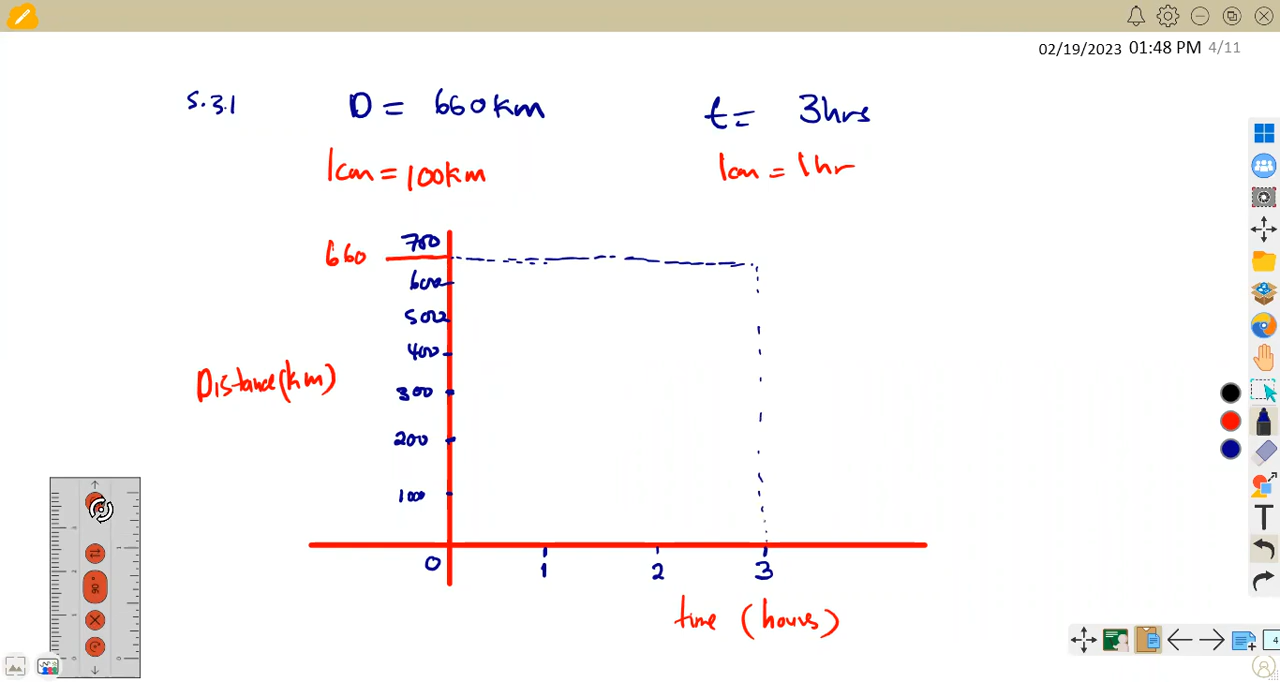 02/19/2023 01:48 PM 4/11
5.3.1 D = 660km t = 3hrs
1cm = 100km 1cm = 1hr
700
660
600
500
400
Distance(km)
300
200
100
0 1 2 3
time (hours)